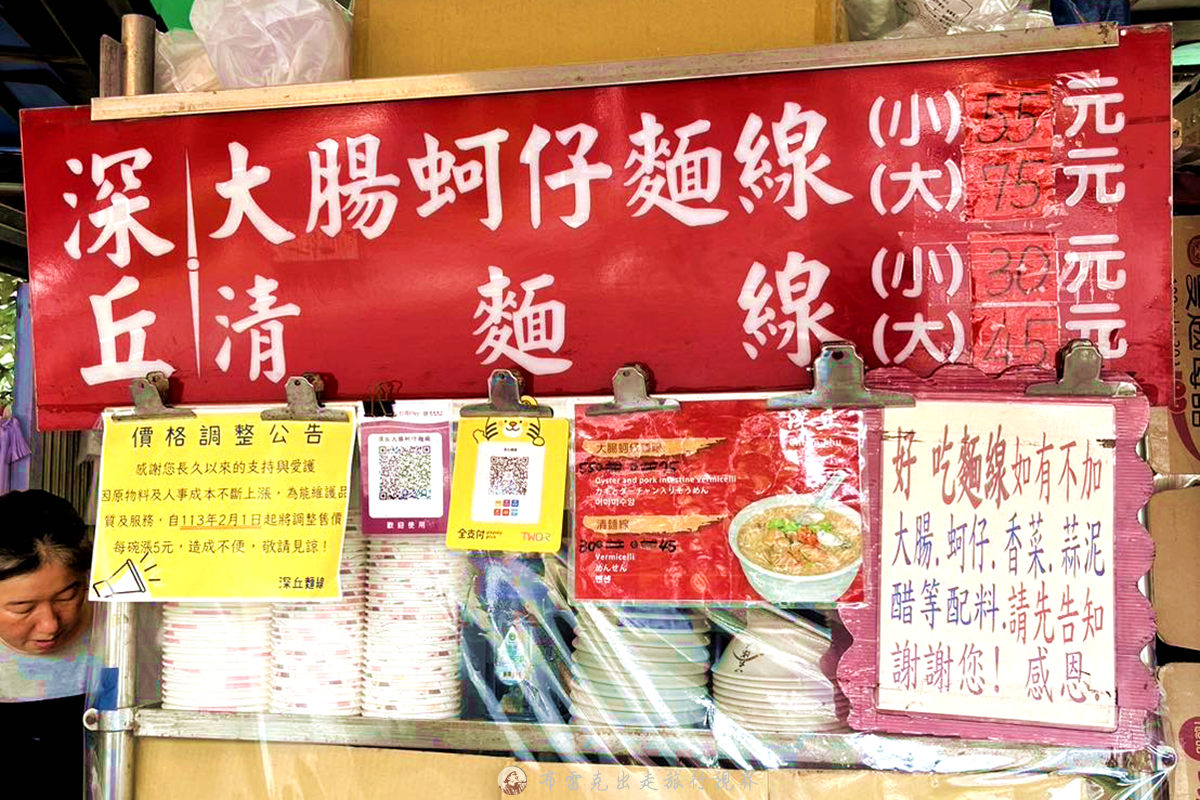 深丘
大腸蚵仔麵線
(小) 55 元
(大) 75 元
清麵線
(小) 30 元
(大) 45 元
價格調整公告
感謝您長久以來的支持與愛護
因原物料及人事成本不斷上漲，為能維護品
質及服務，自113年2月1日起將調整售價
每碗漲5元，造成不便，敬請見諒！
深丘麵線
歡迎使用
全支付
大腸蚵仔麵線
Oyster and pork intestine Vermicelli
清麵線
Vermicelli
めんせん
好吃麵線如有不加
大腸.蚵仔.香菜.蒜泥
醋等配料.請先告知
謝謝您！感恩
布雷克出走旅行視界